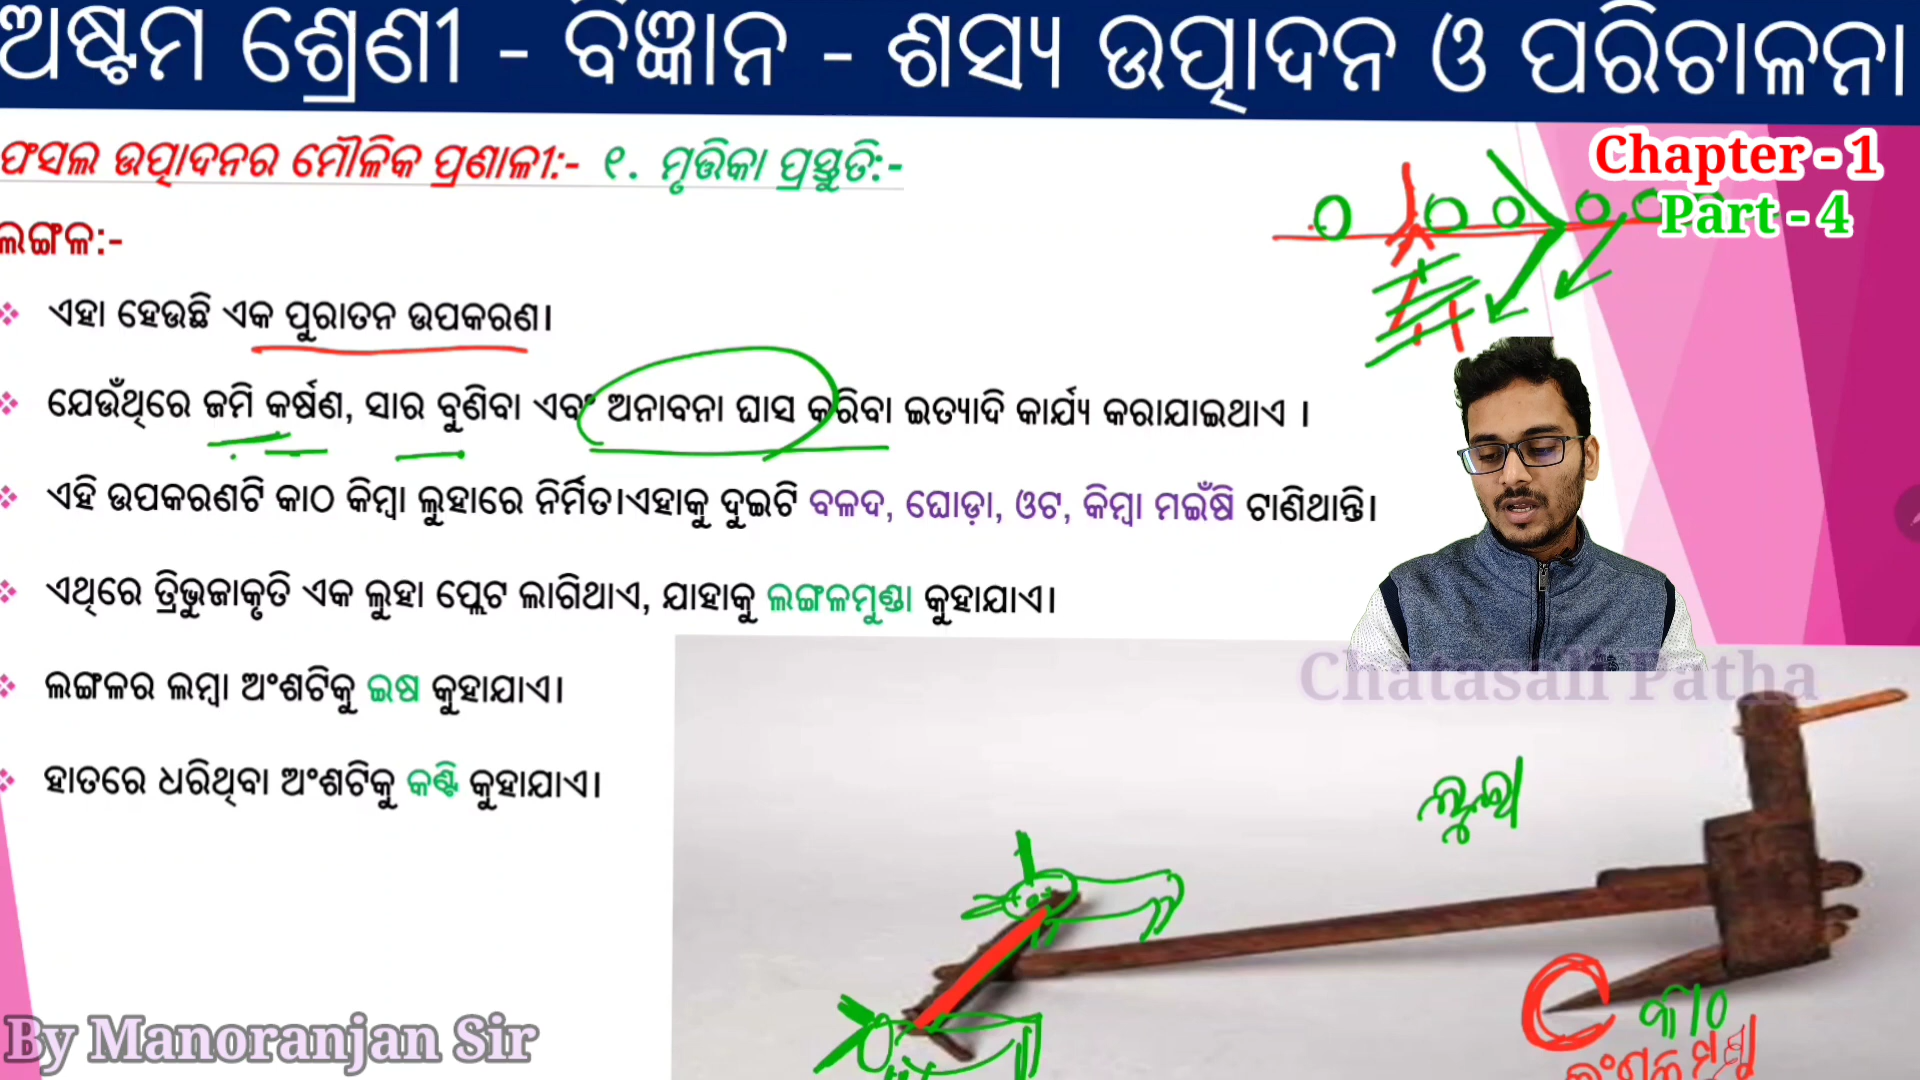 ଅଷ୍ଟମ ଶ୍ରେଣୀ - ବିଜ୍ଞାନ - ଶସ୍ୟ ଉତ୍ପାଦନ ଓ ପରିଚାଳନା
Chapter - 1
Part - 4
ଫସଲ ଉତ୍ପାଦନର ମୌଳିକ ପ୍ରଣାଳୀ:- ୧. ମୃତ୍ତିକା ପ୍ରସ୍ତୁତି:-
ଲଙ୍ଗଳ:-
ଏହା ହେଉଛି ଏକ ପୁରାତନ ଉପକରଣ।
ଯେଉଁଥିରେ ଜମି କର୍ଷଣ, ସାର ବୁଣିବା ଏବଂ ଅନାବନା ଘାସ କରିବା ଇତ୍ୟାଦି କାର୍ଯ୍ୟ କରାଯାଇଥାଏ ।
ଏହି ଉପକରଣଟି କାଠ କିମ୍ବା ଲୁହାରେ ନିର୍ମିତ।ଏହାକୁ ଦୁଇଟି ବଳଦ, ଘୋଡ଼ା, ଓଟ, କିମ୍ବା ମଇଁଷି ଟାଣିଥାନ୍ତି।
ଏଥିରେ ତ୍ରିଭୁଜାକୃତି ଏକ ଲୁହା ପ୍ଲେଟ ଲାଗିଥାଏ, ଯାହାକୁ ଲଙ୍ଗଳମୁଣ୍ଡା କୁହାଯାଏ।
ଲଙ୍ଗଳର ଲମ୍ବା ଅଂଶଟିକୁ ଇଷ କୁହାଯାଏ।
ହାତରେ ଧରିଥିବା ଅଂଶଟିକୁ କଣ୍ଟି କୁହାଯାଏ।
Chatasali Patha
ଲୁହା
କାଠ
By Manoranjan Sir